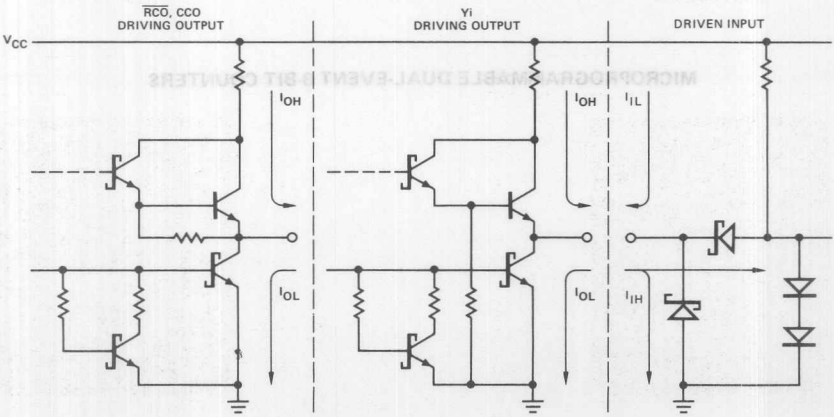 R̅C̅O̅, CCO
DRIVING OUTPUT
Yi
DRIVING OUTPUT
DRIVEN INPUT
VCC
MICROPROGRAMMABLE DUAL-EVENT 8-BIT COUNTERS
IOH
IOH
IIL
IOL
IOL
IIH